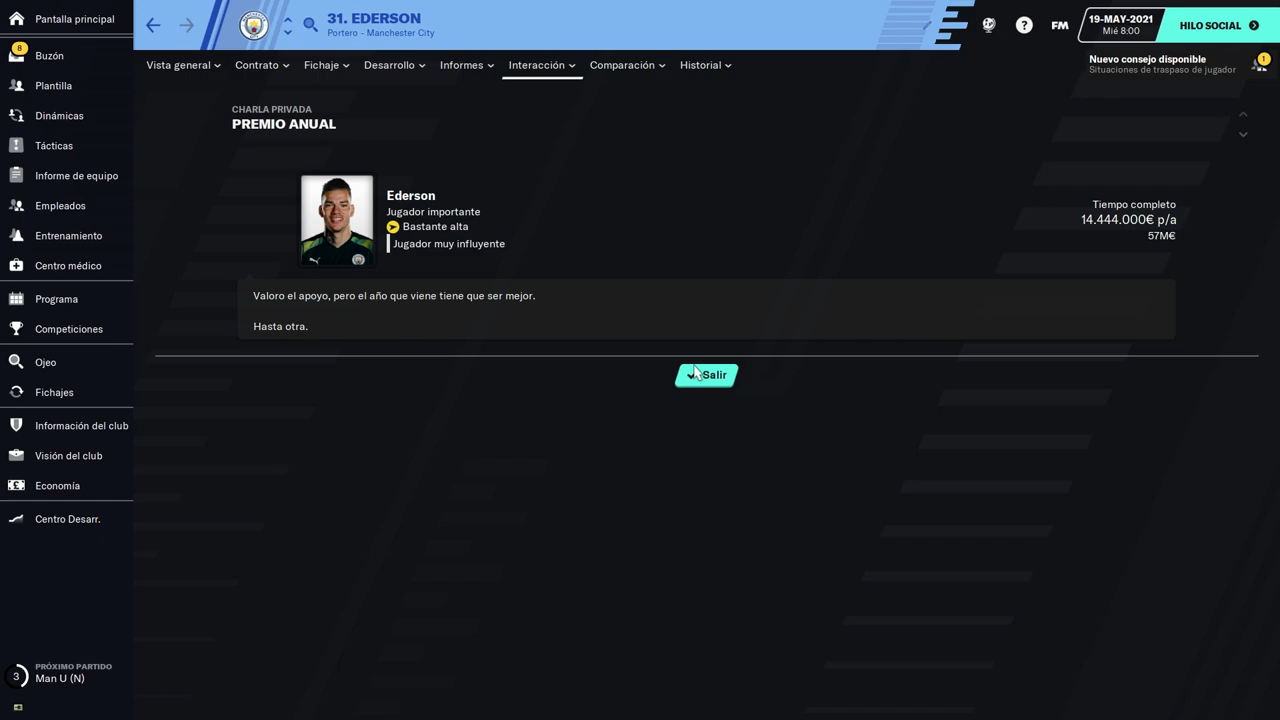 Pantalla principal
31. EDERSON
Portero - Manchester City
FM
19-MAY-2021
Mié 8:00
HILO SOCIAL
8
Buzón
Plantilla
Dinámicas
Tácticas
Informe de equipo
Empleados
Entrenamiento
Centro médico
Programa
Competiciones
Ojeo
Fichajes
Información del club
Visión del club
Economía
Centro Desarr.
3
PRÓXIMO PARTIDO
Man U (N)
Vista general
Contrato
Fichaje
Desarrollo
Informes
Interacción
Comparación
Historial
Nuevo consejo disponible
Situaciones de traspaso de jugador
1
CHARLA PRIVADA
PREMIO ANUAL
Ederson
Jugador importante
Bastante alta
Jugador muy influyente
Tiempo completo
14.444.000€ p/a
57M€
Valoro el apoyo, pero el año que viene tiene que ser mejor.
Hasta otra.
Salir